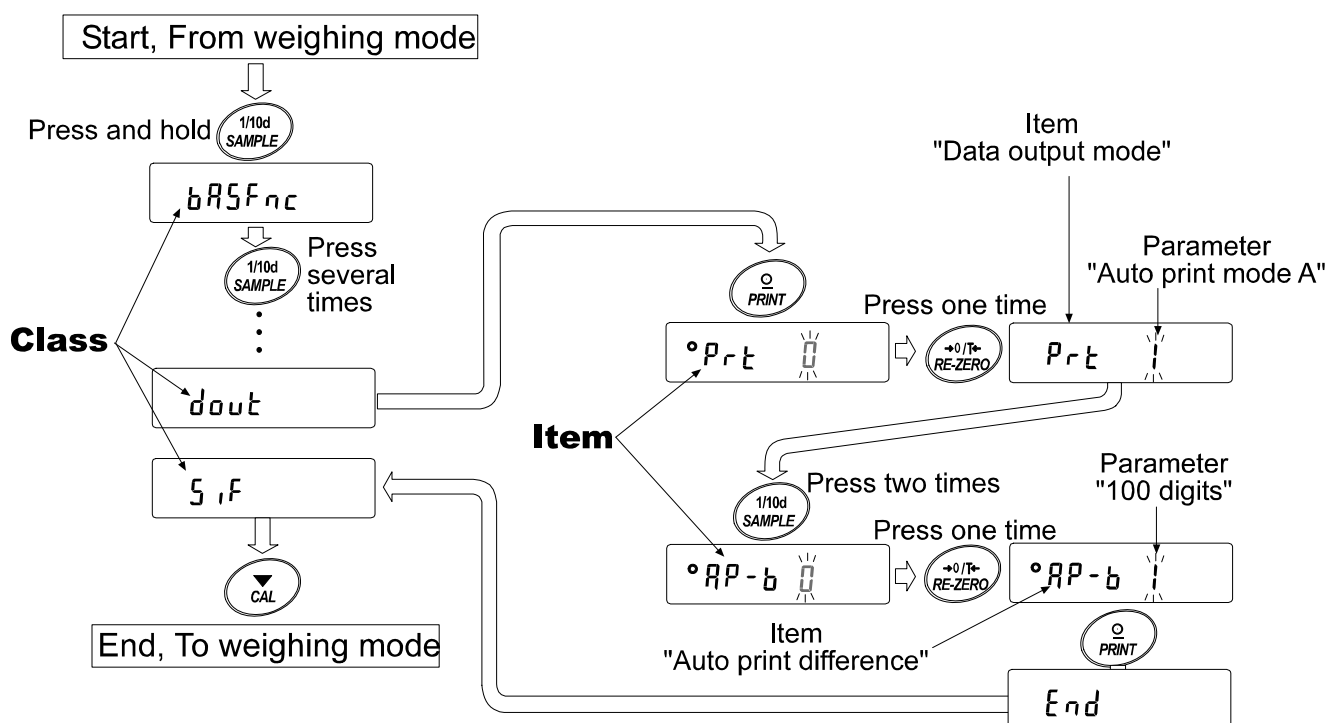 Start, From weighing mode
Press and hold
1/10d
SAMPLE
bASFnc
1/10d
SAMPLE
Press
several
times
Class
dout
S iF
CAL
End, To weighing mode
PRINT
Prt 0
Item
Press one time
→0/T←
RE-ZERO
Item
"Data output mode"
Parameter
"Auto print mode A"
Prt 1
1/10d
SAMPLE
Press two times
AP-b 0
Press one time
→0/T←
RE-ZERO
Parameter
"100 digits"
AP-b 1
Item
"Auto print difference"
PRINT
End